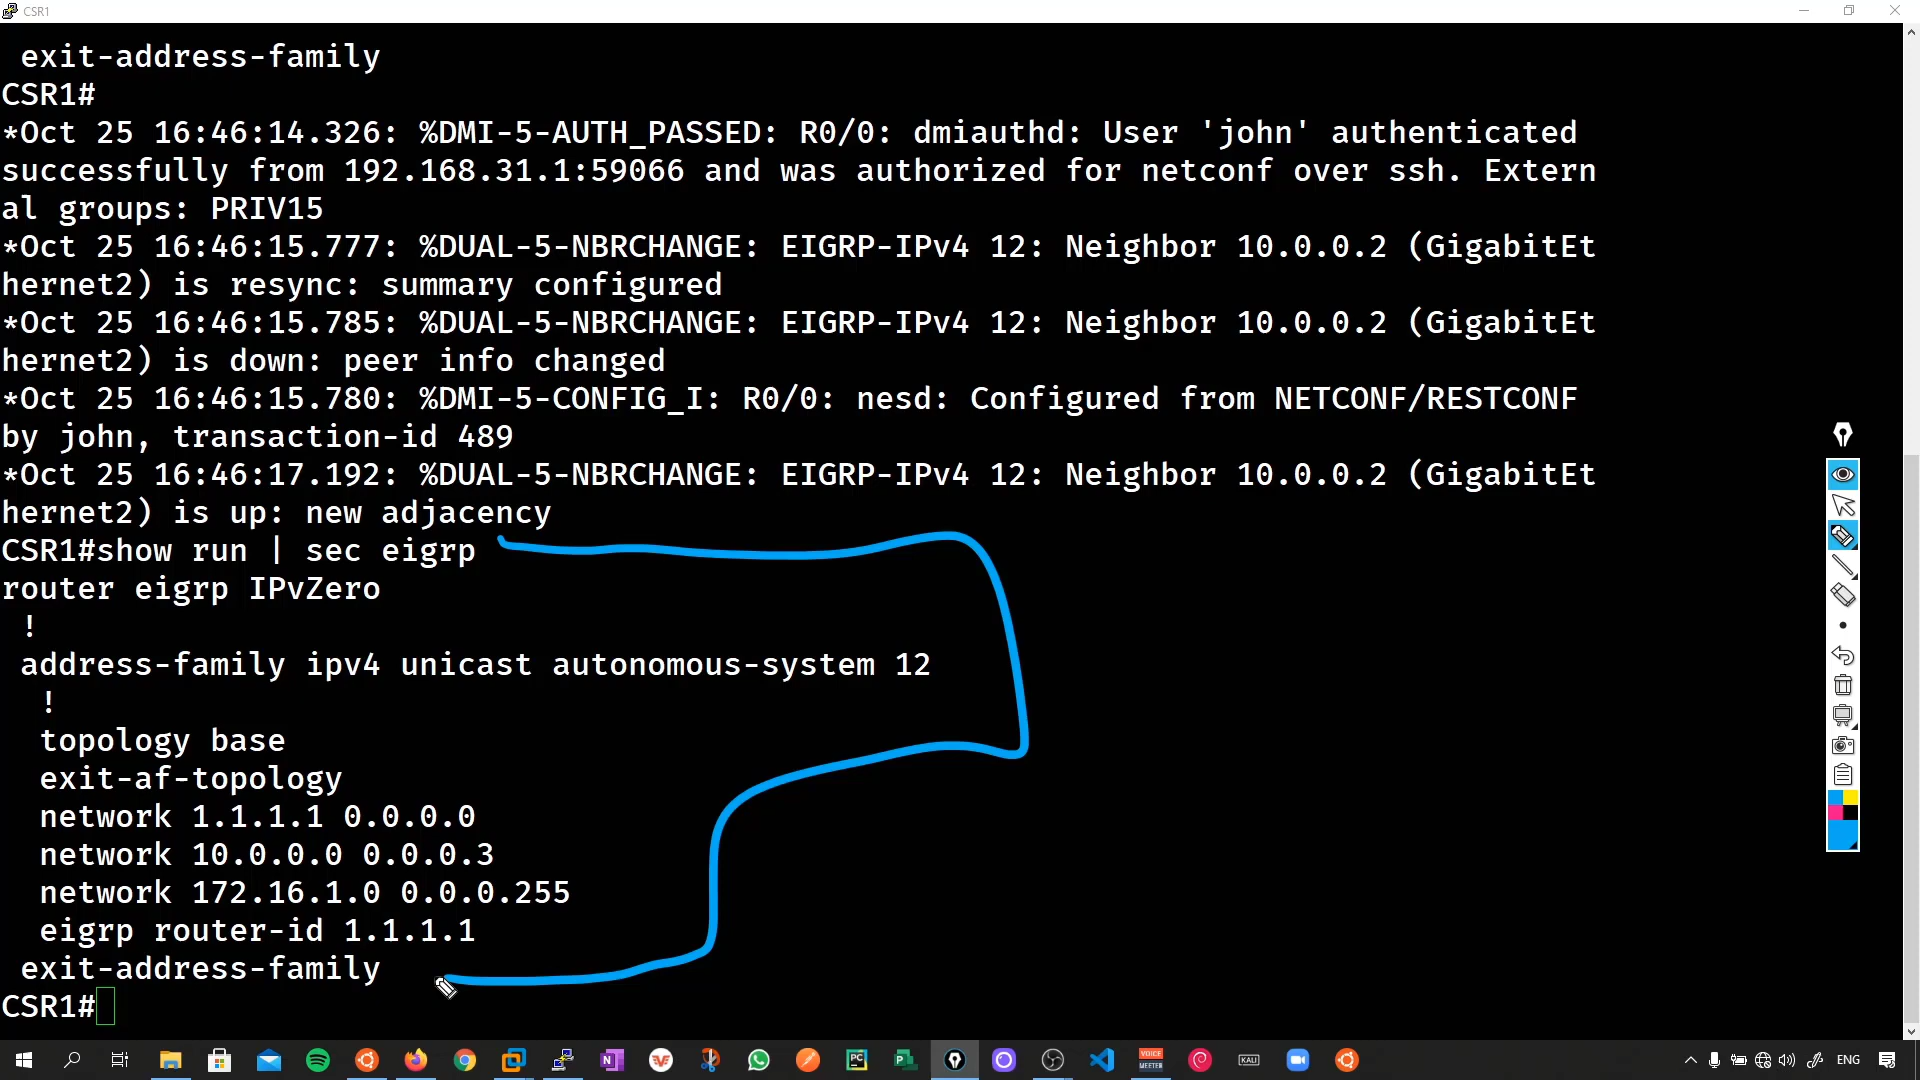 CSR1
exit-address-family
CSR1#
*Oct 25 16:46:14.326: %DMI-5-AUTH_PASSED: R0/0: dmiauthd: User 'john' authenticated
successfully from 192.168.31.1:59066 and was authorized for netconf over ssh. Extern
al groups: PRIV15
*Oct 25 16:46:15.777: %DUAL-5-NBRCHANGE: EIGRP-IPv4 12: Neighbor 10.0.0.2 (GigabitEt
hernet2) is resync: summary configured
*Oct 25 16:46:15.785: %DUAL-5-NBRCHANGE: EIGRP-IPv4 12: Neighbor 10.0.0.2 (GigabitEt
hernet2) is down: peer info changed
*Oct 25 16:46:15.780: %DMI-5-CONFIG_I: R0/0: nesd: Configured from NETCONF/RESTCONF
by john, transaction-id 489
*Oct 25 16:46:17.192: %DUAL-5-NBRCHANGE: EIGRP-IPv4 12: Neighbor 10.0.0.2 (GigabitEt
hernet2) is up: new adjacency
CSR1#show run | sec eigrp
router eigrp IPvZero
!
address-family ipv4 unicast autonomous-system 12
!
topology base
exit-af-topology
network 1.1.1.1 0.0.0.0
network 10.0.0.0 0.0.0.3
network 172.16.1.0 0.0.0.255
eigrp router-id 1.1.1.1
exit-address-family
CSR1#
N
PC
P
VOICE
MEETER
KALI
ENG